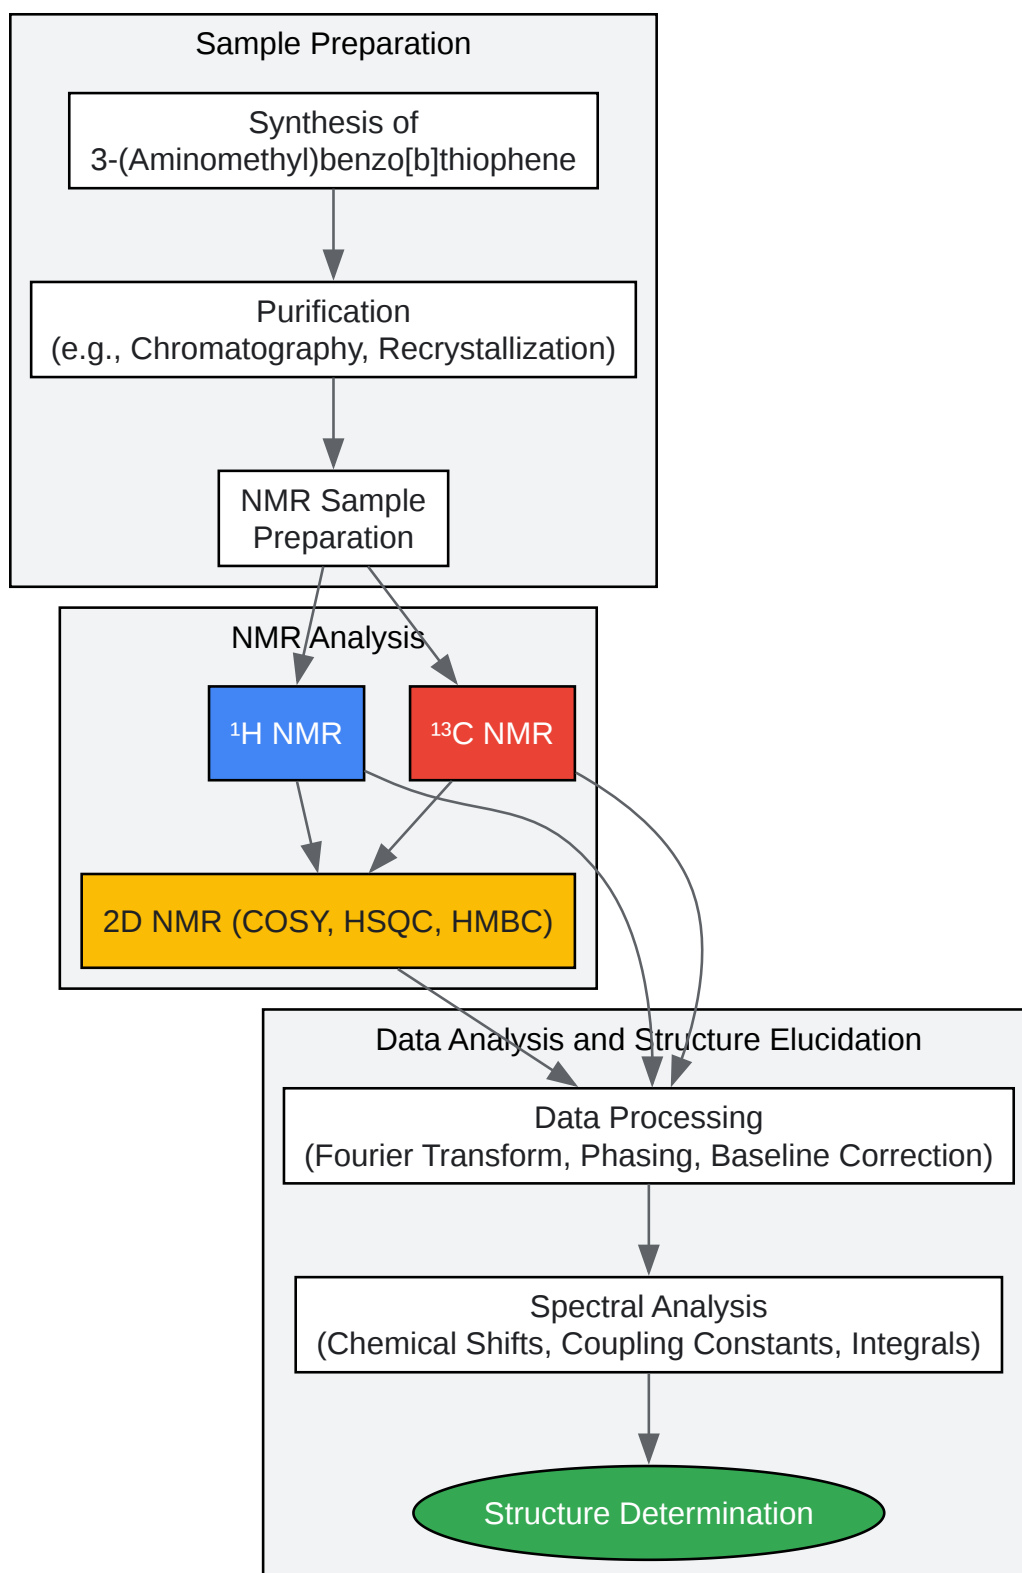 Sample Preparation
Synthesis of
3-(Aminomethyl)benzo[b]thiophene
Purification
(e.g., Chromatography, Recrystallization)
NMR Sample
Preparation
NMR Analysis
¹H NMR
¹³C NMR
2D NMR (COSY, HSQC, HMBC)
Data Analysis and Structure Elucidation
Data Processing
(Fourier Transform, Phasing, Baseline Correction)
Spectral Analysis
(Chemical Shifts, Coupling Constants, Integrals)
Structure Determination